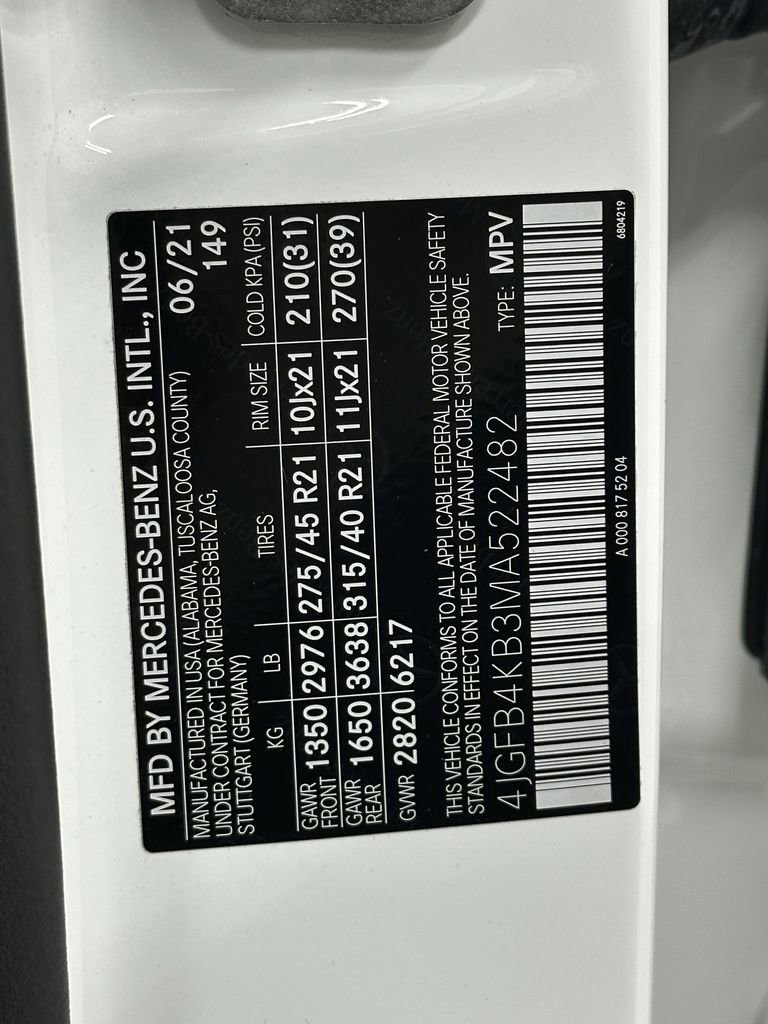 MFD BY MERCEDES-BENZ U.S. INTL., INC
MANUFACTURED IN USA (ALABAMA, TUSCALOOSA COUNTY) 06/21
UNDER CONTRACT FOR MERCEDES-BENZ AG, 149
STUTTGART (GERMANY)
KG LB TIRES RIM SIZE COLD KPA (PSI)
GAWR FRONT 1350 2976 275/45 R21 10Jx21 210(31)
GAWR REAR 1650 3638 315/40 R21 11Jx21 270(39)
GVWR 2820 6217
THIS VEHICLE CONFORMS TO ALL APPLICABLE FEDERAL MOTOR VEHICLE SAFETY
STANDARDS IN EFFECT ON THE DATE OF MANUFACTURE SHOWN ABOVE.
4JGFB4KB3MA522482 TYPE: MPV
A 000 817 52 04 6804219